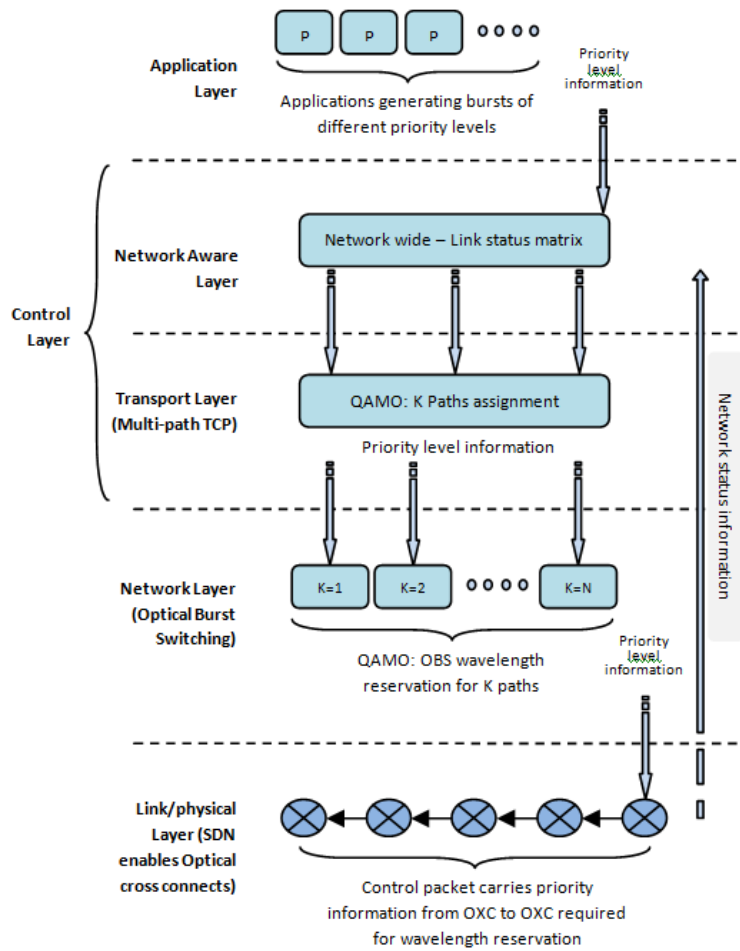 P P P
Application
Layer
Applications generating bursts of
different priority levels
Priority
level
information
Network wide – Link status matrix
Network Aware
Layer
Control
Layer
Transport Layer
(Multi-path TCP)
QAMO: K Paths assignment
Priority level information
Network status information
K=1 K=2 K=N
Network Layer
(Optical Burst
Switching)
QAMO: OBS wavelength
reservation for K paths
Priority
level
information
Link/physical
Layer (SDN
enables Optical
cross connects)
Control packet carries priority
information from OXC to OXC required
for wavelength reservation